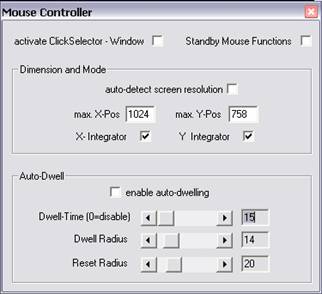 Mouse Controller
activate ClickSelector - Window
Standby Mouse Functions
Dimension and Mode
auto-detect screen resolution
max. X-Pos 1024 max. Y-Pos 758
X- Integrator Y Integrator
Auto-Dwell
enable auto-dwelling
Dwell-Time (0=disable) 15
Dwell Radius 14
Reset Radius 20